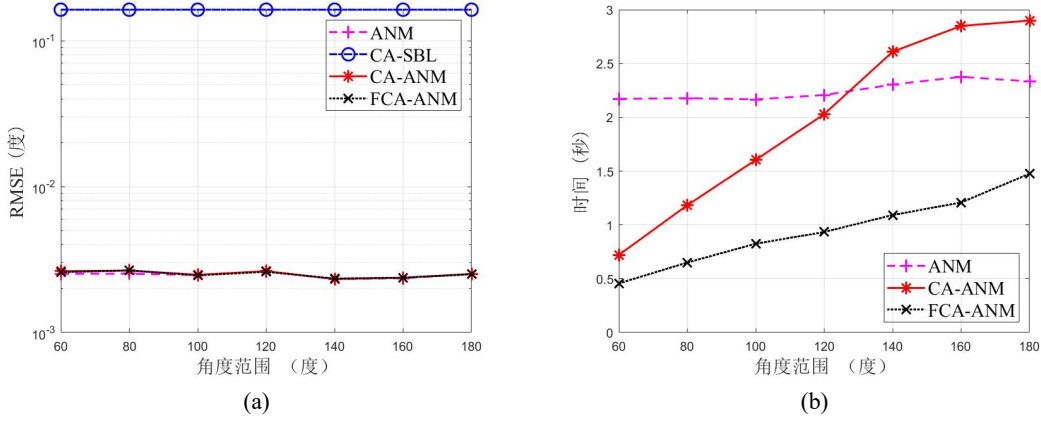 10^-1
10^-2
10^-3
RMSE (度)
60 80 100 120 140 160 180
角度范围 （度）
ANM
CA-SBL
CA-ANM
FCA-ANM
(a)
3
2.5
2
1.5
1
0.5
0
时间 (秒)
60 80 100 120 140 160 180
角度范围 （度）
ANM
CA-ANM
FCA-ANM
(b)